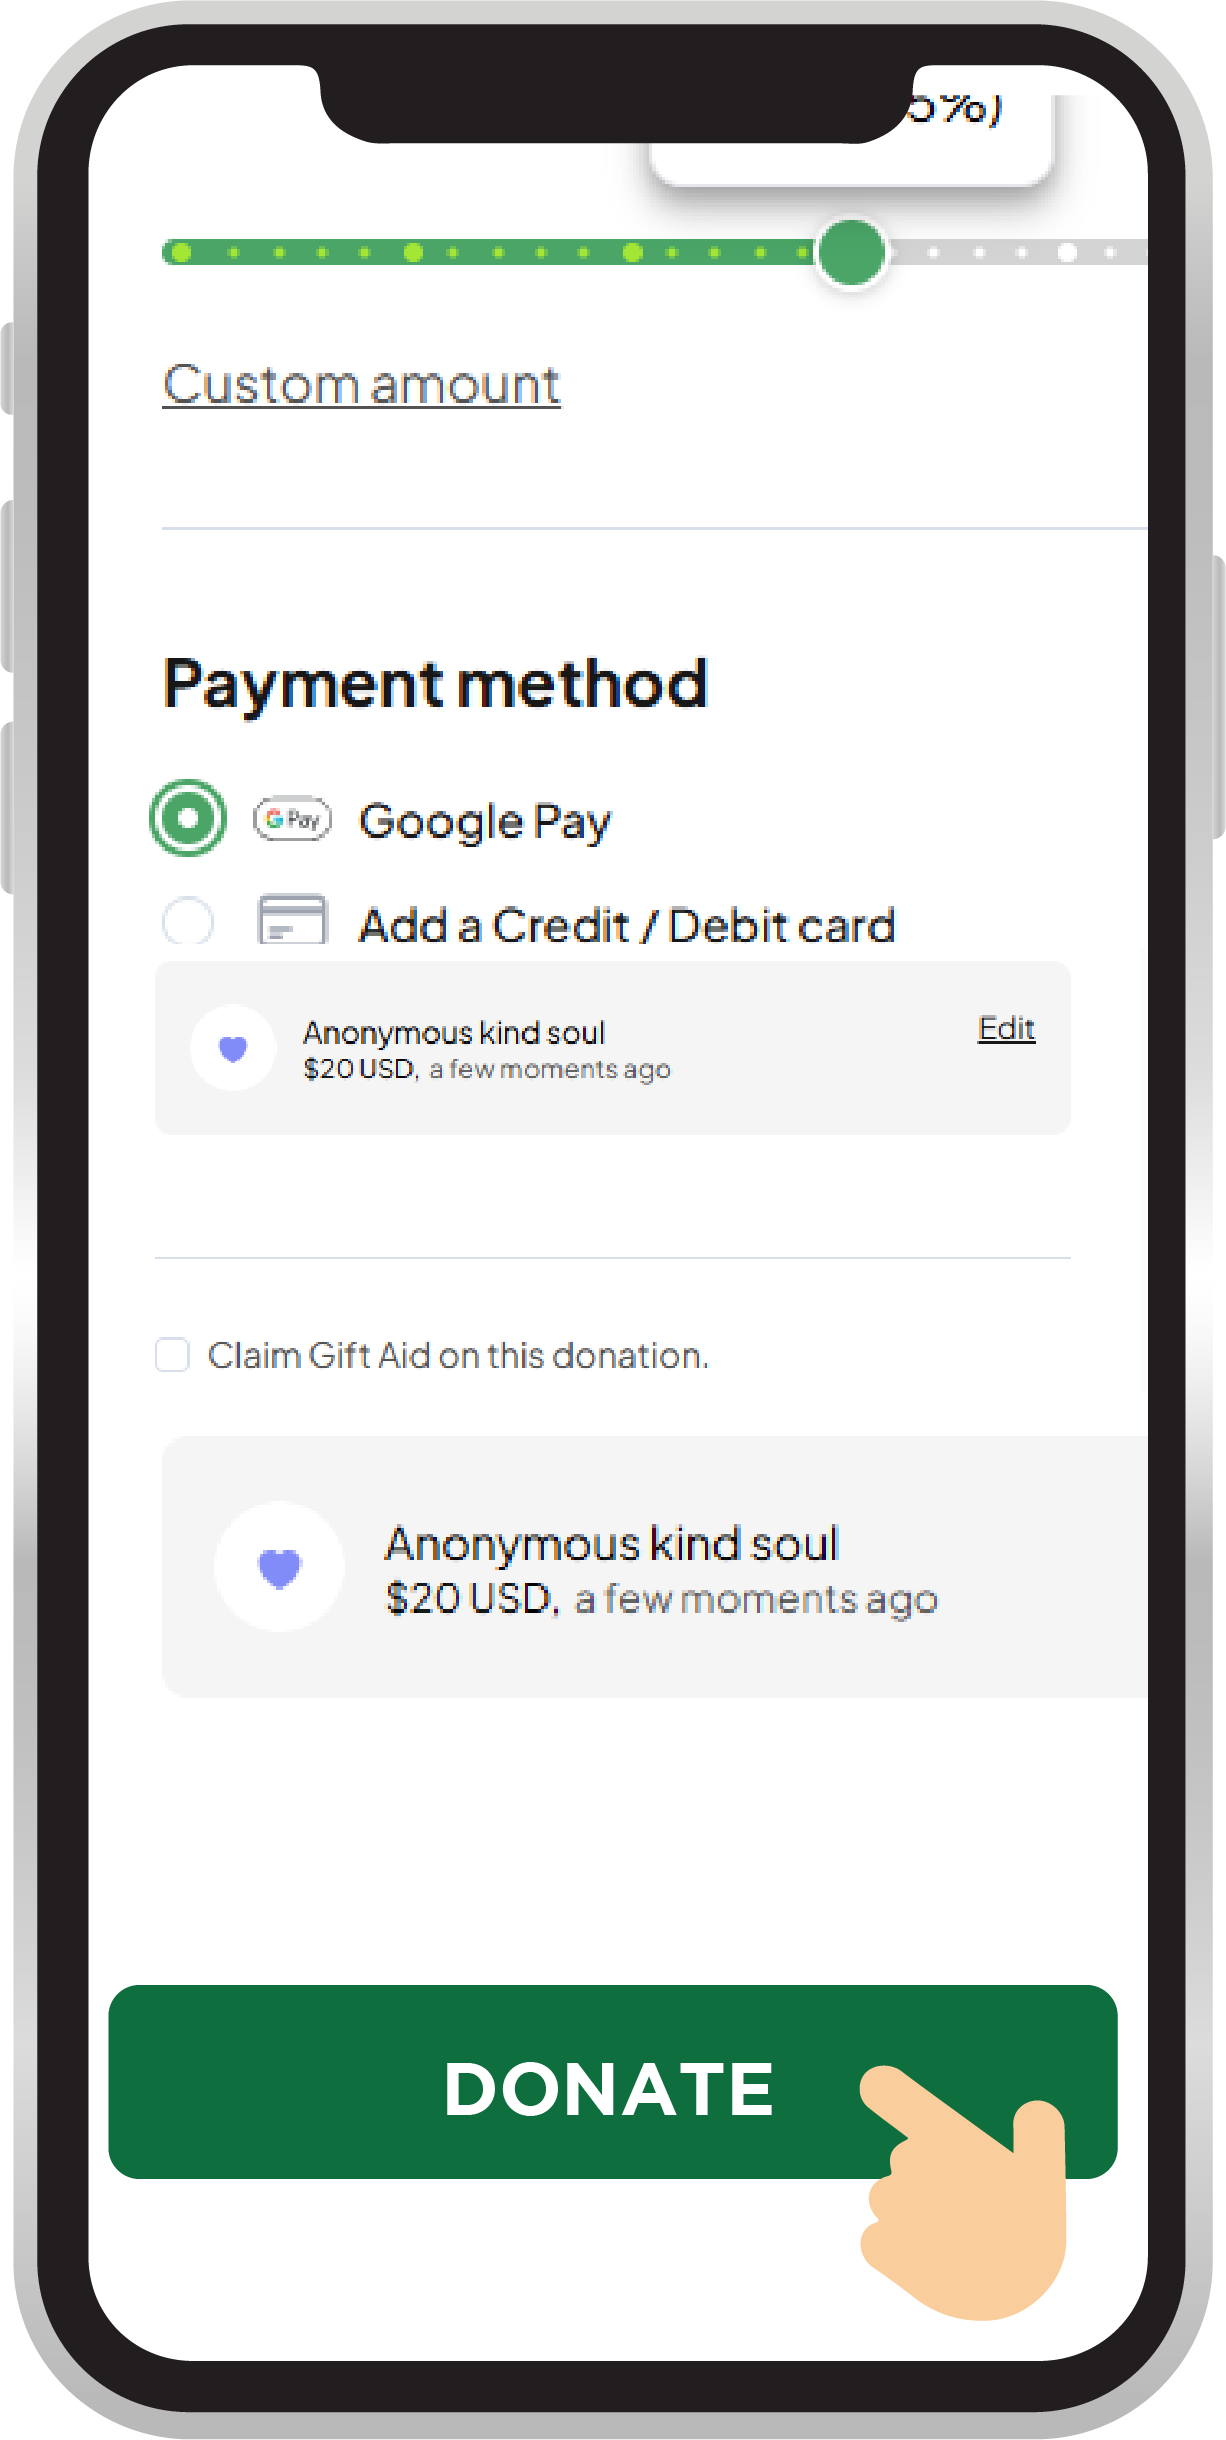 5%)
Custom amount
Payment method
G Pay Google Pay
Add a Credit / Debit card
Anonymous kind soul
Edit
$20 USD, a few moments ago
Claim Gift Aid on this donation.
Anonymous kind soul
$20 USD, a few moments ago
DONATE